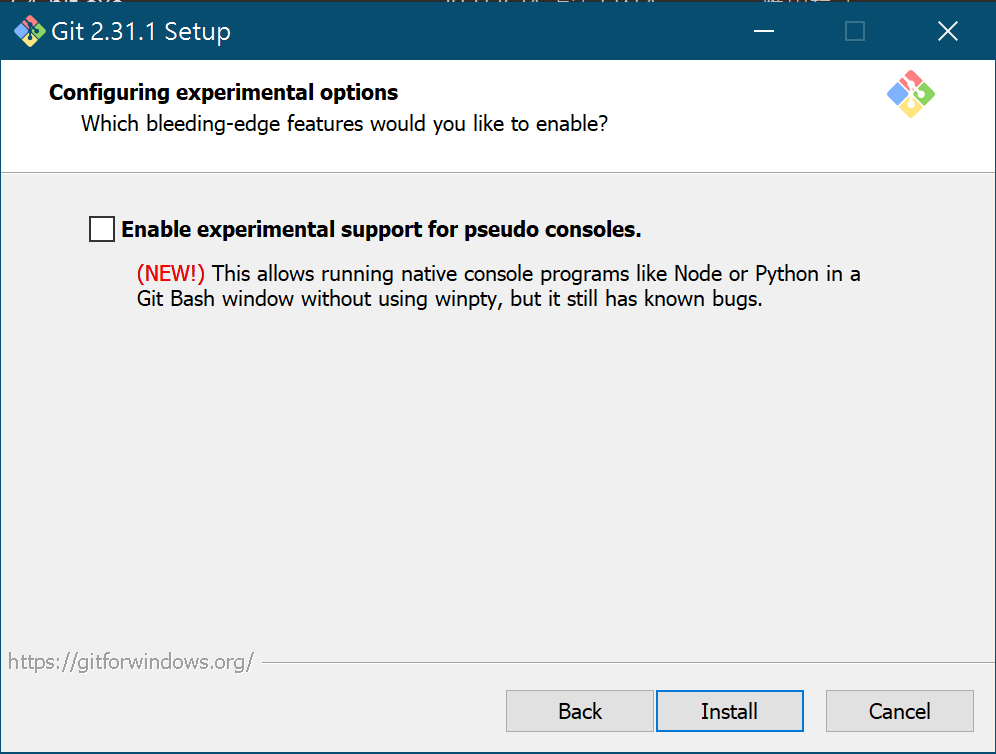 Git 2.31.1 Setup
Configuring experimental options
Which bleeding-edge features would you like to enable?
Enable experimental support for pseudo consoles.
(NEW!) This allows running native console programs like Node or Python in a
Git Bash window without using winpty, but it still has known bugs.
https://gitforwindows.org/
Back
Install
Cancel